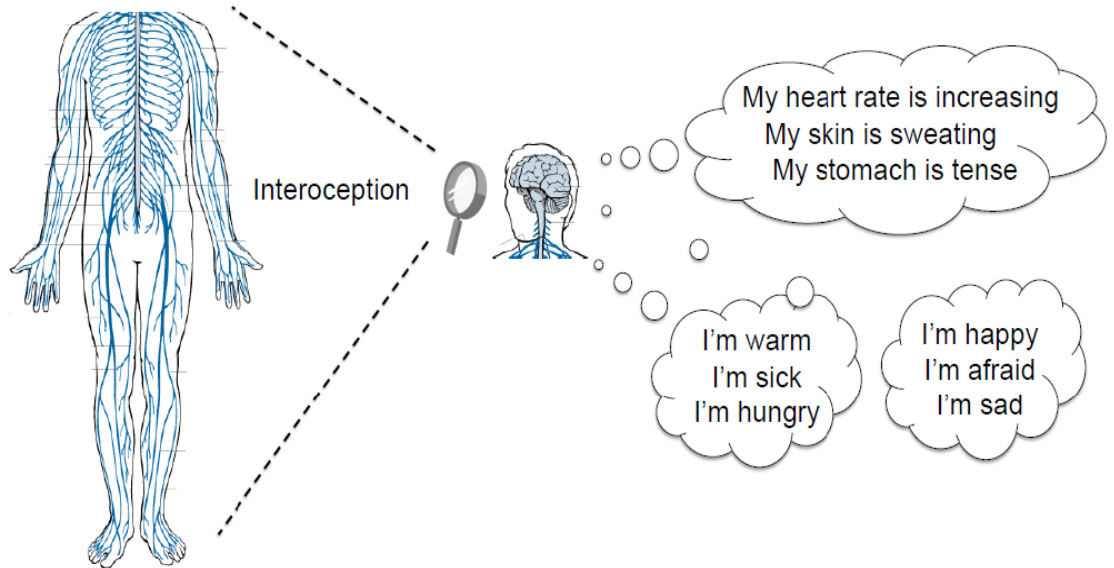 Interoception
My heart rate is increasing
My skin is sweating
My stomach is tense
I'm warm
I'm sick
I'm hungry
I'm happy
I'm afraid
I'm sad